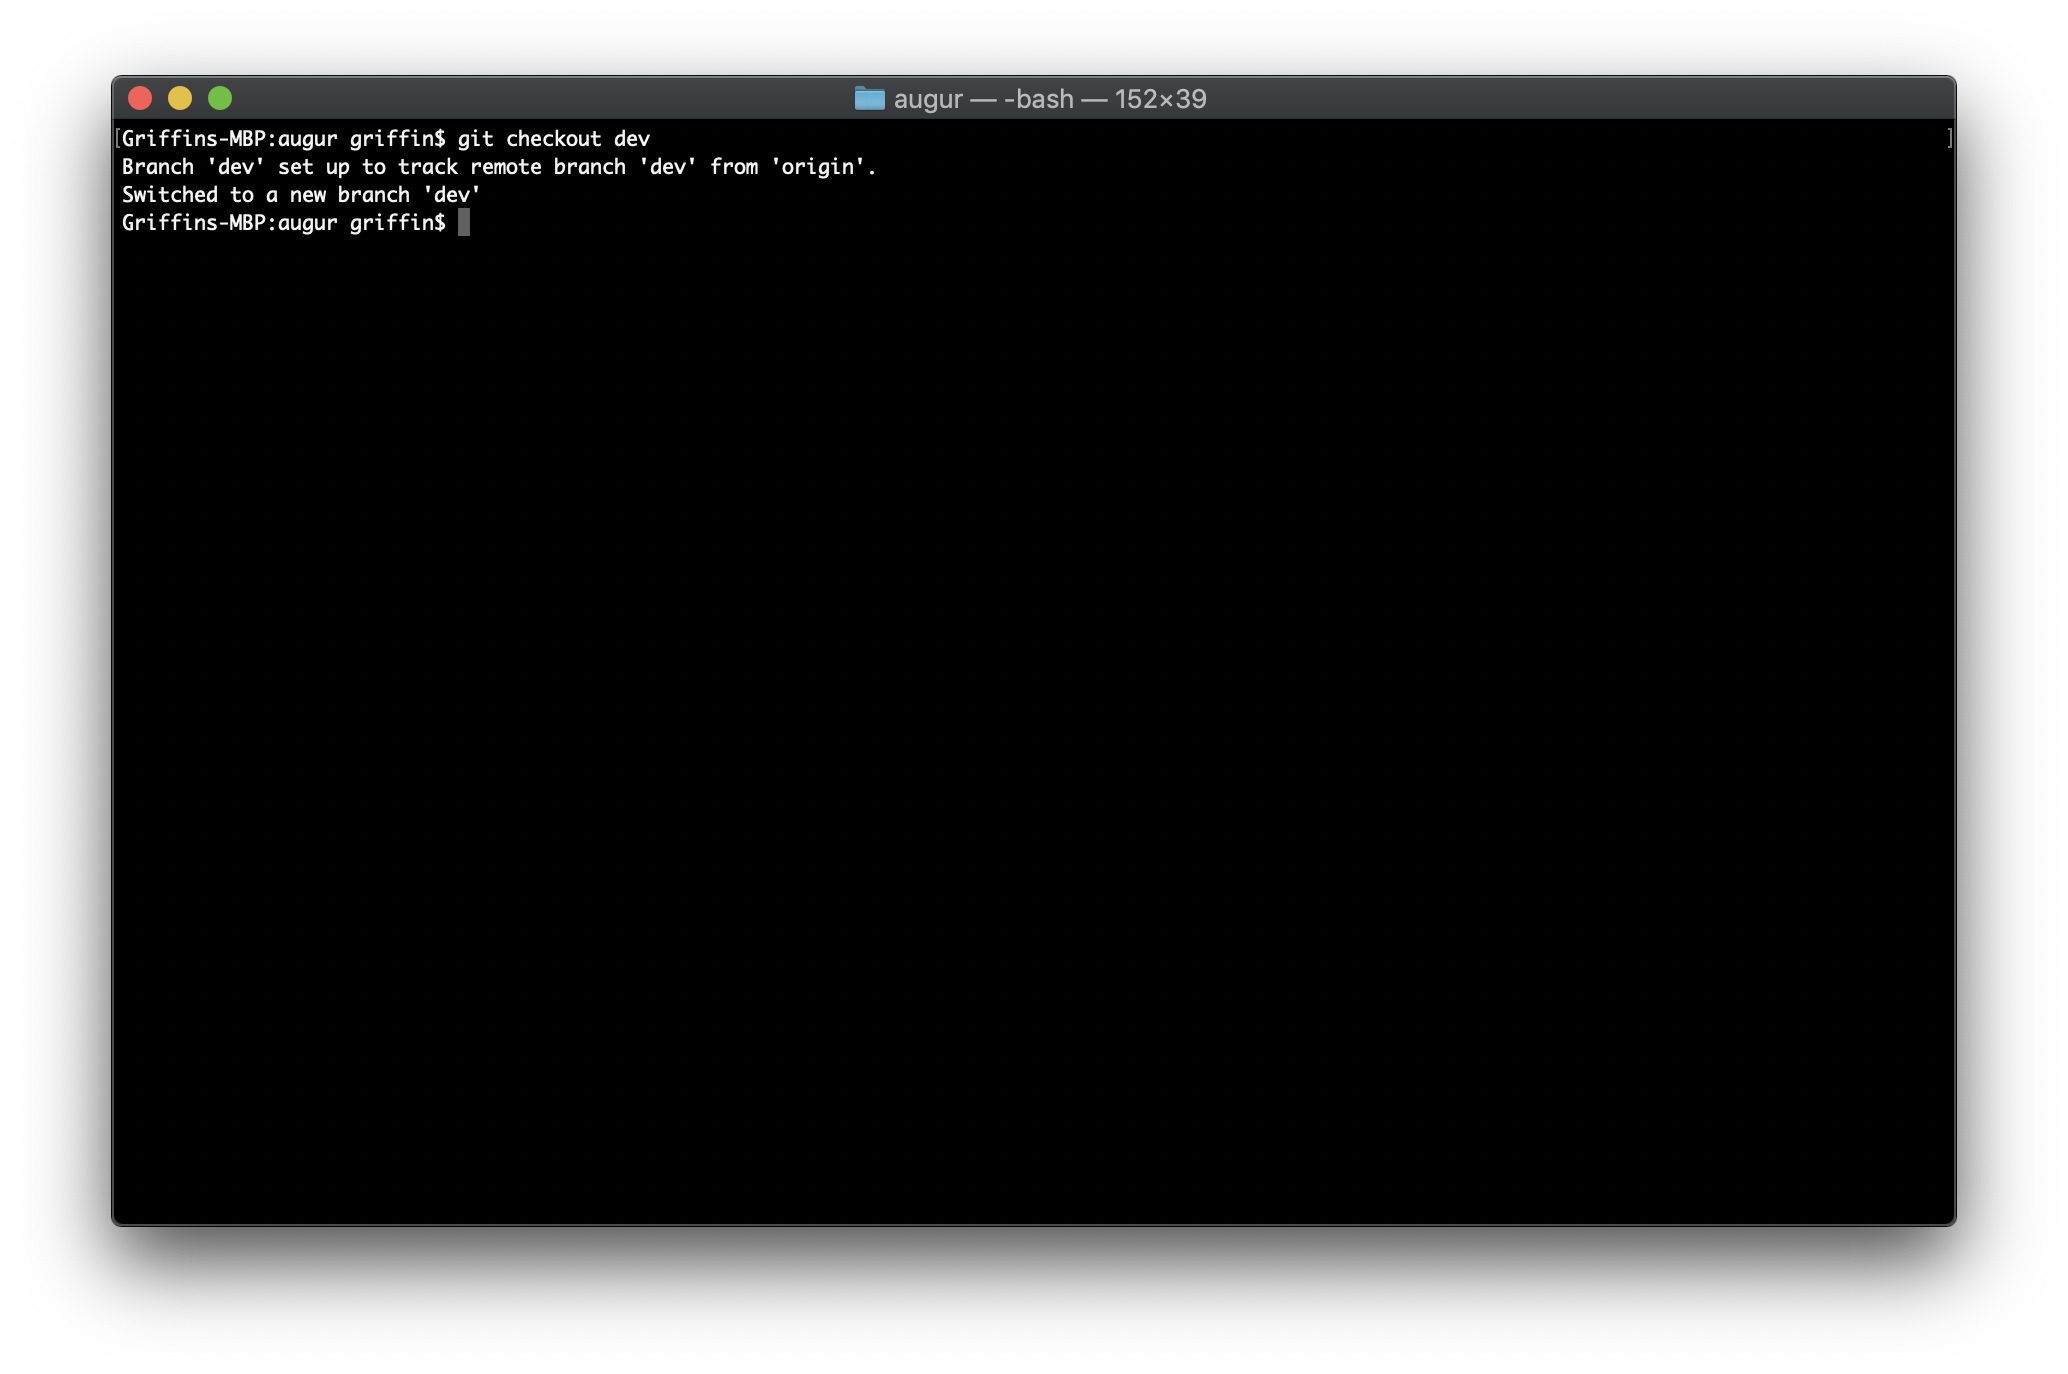 augur — -bash — 152×39
[Griffins-MBP:augur griffin$ git checkout dev ]
Branch 'dev' set up to track remote branch 'dev' from 'origin'.
Switched to a new branch 'dev'
Griffins-MBP:augur griffin$